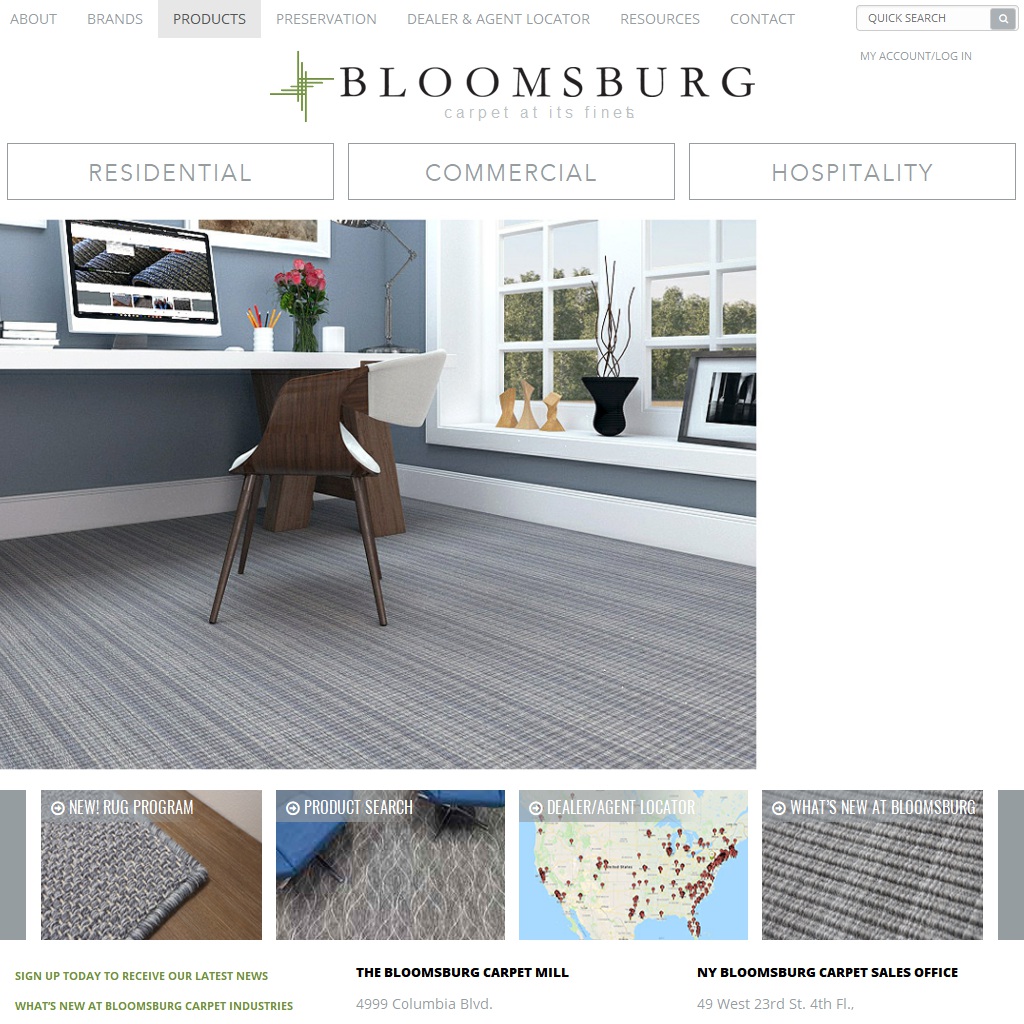 ABOUT BRANDS PRODUCTS PRESERVATION DEALER & AGENT LOCATOR RESOURCES CONTACT QUICK SEARCH
MY ACCOUNT/LOG IN
BLOOMSBURG
carpet at its finest
RESIDENTIAL COMMERCIAL HOSPITALITY
NEW! RUG PROGRAM PRODUCT SEARCH DEALER/AGENT LOCATOR WHAT'S NEW AT BLOOMSBURG
United States
SIGN UP TODAY TO RECEIVE OUR LATEST NEWS
WHAT'S NEW AT BLOOMSBURG CARPET INDUSTRIES
THE BLOOMSBURG CARPET MILL
4999 Columbia Blvd.
NY BLOOMSBURG CARPET SALES OFFICE
49 West 23rd St. 4th Fl.,